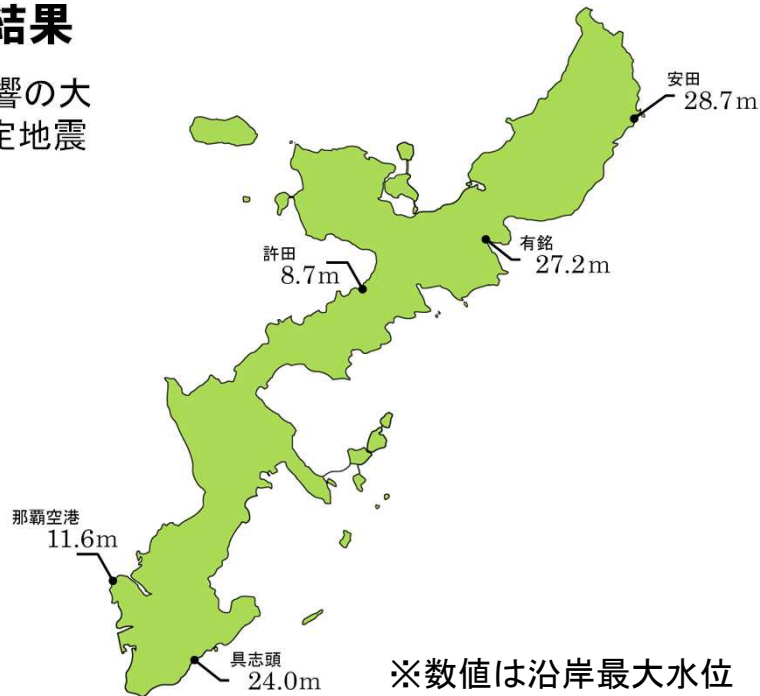 結果
響の大
定地震
安田
28.7m
有銘
27.2m
許田
8.7m
那覇空港
11.6m
具志頭
24.0m
※数値は沿岸最大水位